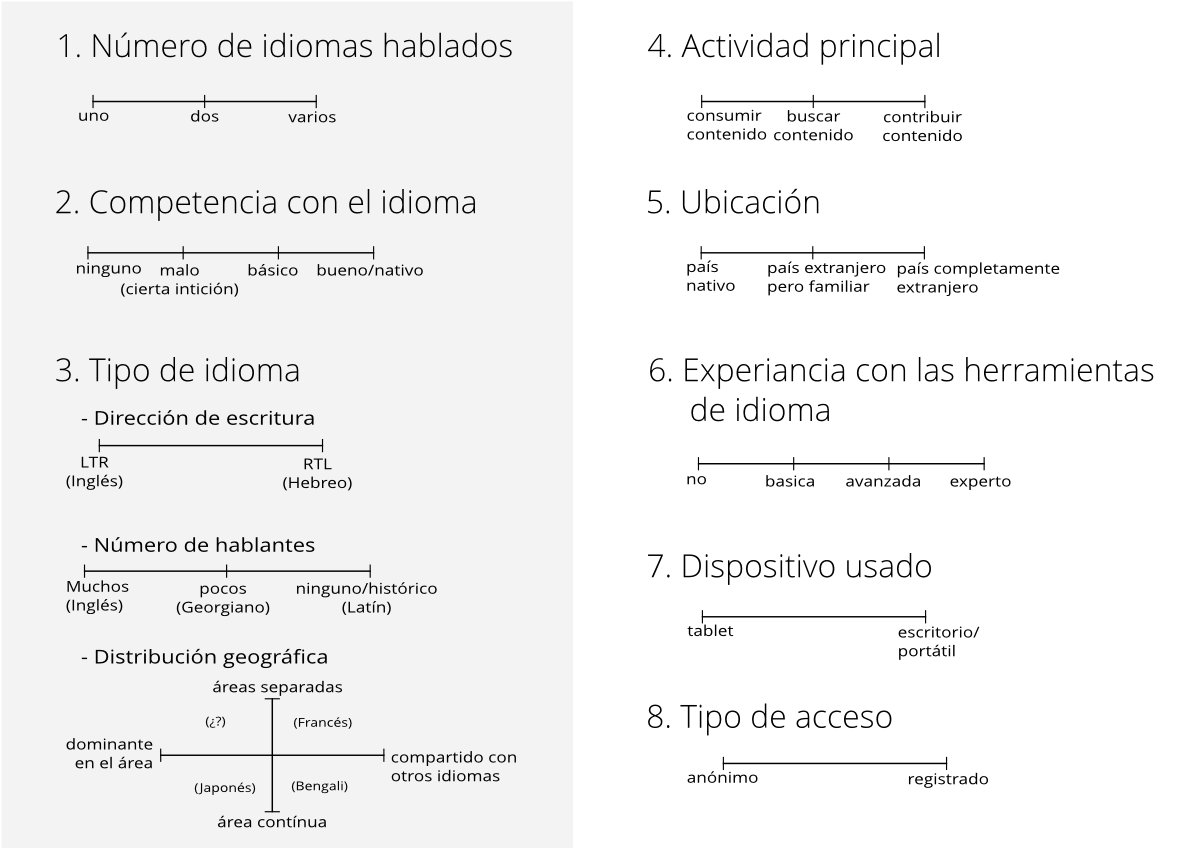 1. Número de idiomas hablados
uno dos varios
2. Competencia con el idioma
ninguno malo básico bueno/nativo
(cierta intición)
3. Tipo de idioma
- Dirección de escritura
LTR RTL
(Inglés) (Hebreo)
- Número de hablantes
Muchos pocos ninguno/histórico
(Inglés) (Georgiano) (Latín)
- Distribución geográfica
áreas separadas
(¿?) (Francés)
dominante compartido con
en el área otros idiomas
(Japonés) (Bengali)
área contínua
4. Actividad principal
consumir buscar contribuir
contenido contenido contenido
5. Ubicación
país país extranjero país completamente
nativo pero familiar extranjero
6. Experiancia con las herramientas
de idioma
no basica avanzada experto
7. Dispositivo usado
tablet escritorio/
portátil
8. Tipo de acceso
anónimo registrado